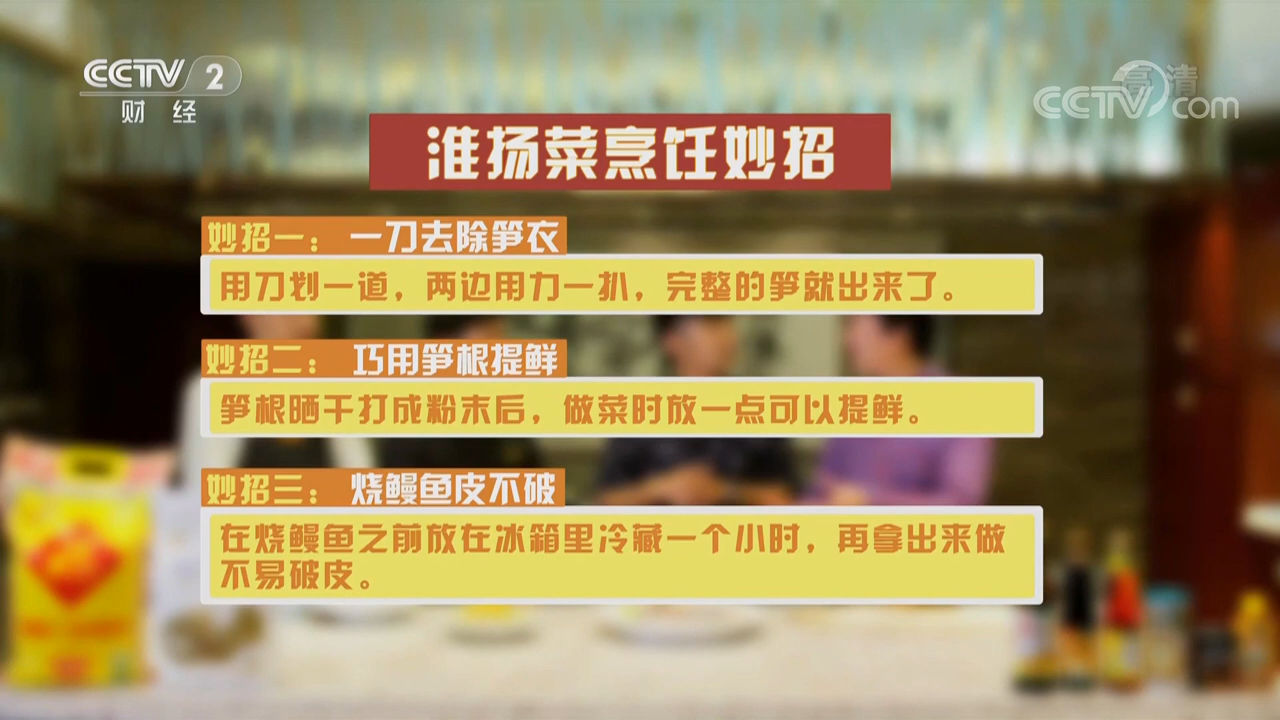 CCTV 2
财经
高清
CCTV.com
淮扬菜烹饪妙招
妙招一： 一刀去除笋衣
用刀划一道，两边用力一扒，完整的笋就出来了。
妙招二： 巧用笋根提鲜
笋根晒干打成粉末后，做菜时放一点可以提鲜。
妙招三： 烧鳗鱼皮不破
在烧鳗鱼之前放在冰箱里冷藏一个小时，再拿出来做
不易破皮。